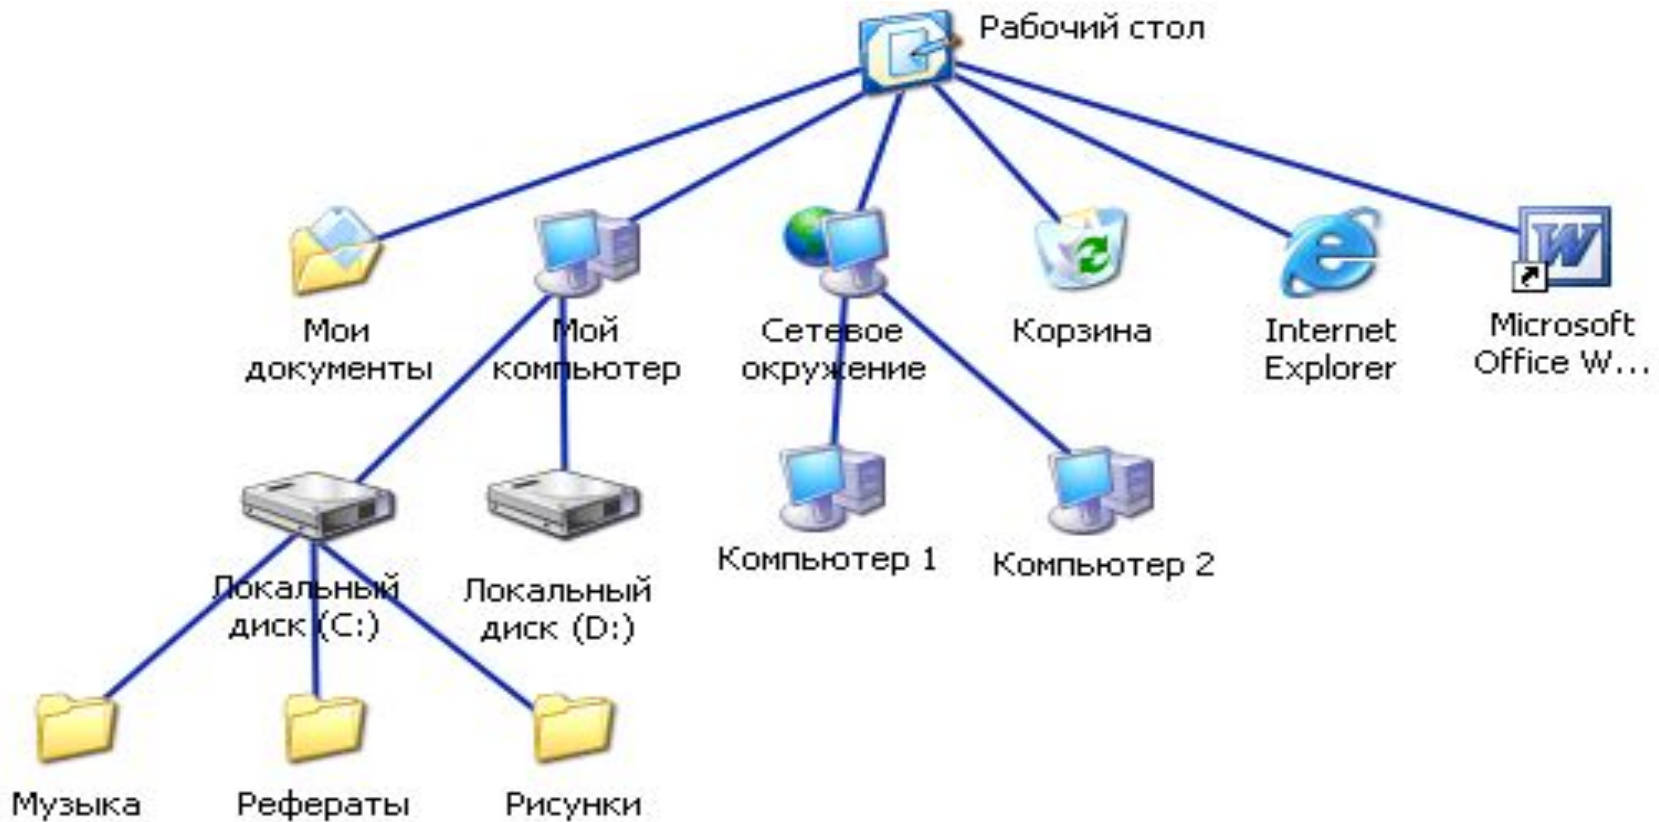 Рабочий стол
Мои
документы
Мой
компьютер
Сетевое
окружение
Корзина
Internet
Explorer
Microsoft
Office W...
Локальный
диск (C:)
Локальный
диск (D:)
Компьютер 1
Компьютер 2
Музыка
Рефераты
Рисунки